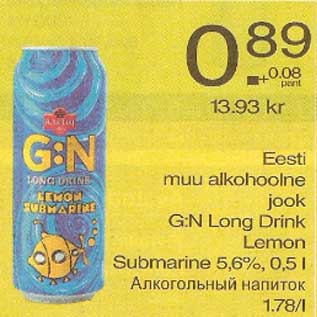 G:N
LONG DRINK
LEMON
SUBMARINE
0.89
+0.08
pant
13.93 kr
Eesti
muu alkohoolne
jook
G:N Long Drink
Lemon
Submarine 5,6%, 0,5 l
Алкогольный напиток
1.78/l